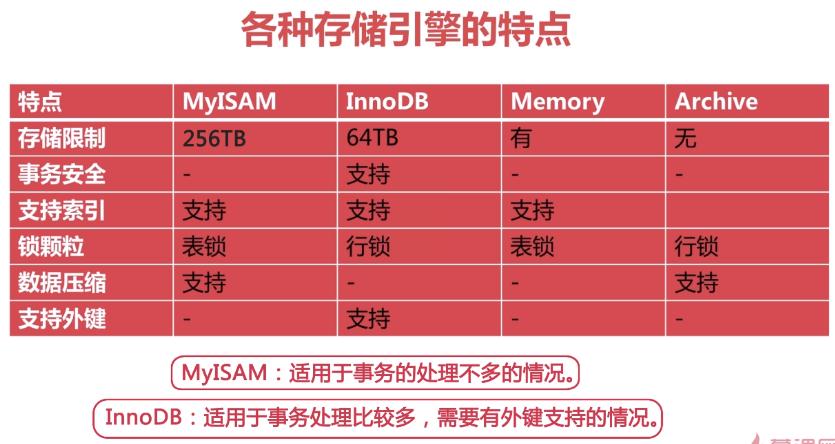 各种存储引擎的特点
特点 MyISAM InnoDB Memory Archive
存储限制 256TB 64TB 有 无
事务安全 - 支持 - -
支持索引 支持 支持 支持
锁颗粒 表锁 行锁 表锁 行锁
数据压缩 支持 - - 支持
支持外键 - 支持 - -
MyISAM：适用于事务的处理不多的情况。
InnoDB：适用于事务处理比较多，需要有外键支持的情况。